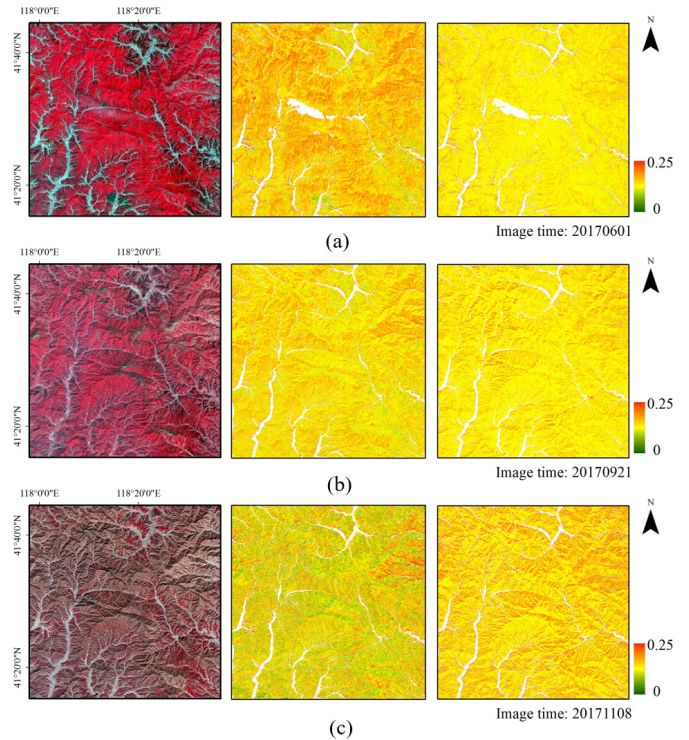 118°0'0"E 118°20'0"E
N
41°40'0"N
41°20'0"N
0.25
0
Image time: 20170601
(a)
118°0'0"E 118°20'0"E
N
41°40'0"N
41°20'0"N
0.25
0
Image time: 20170921
(b)
118°0'0"E 118°20'0"E
N
41°40'0"N
41°20'0"N
0.25
0
Image time: 20171108
(c)